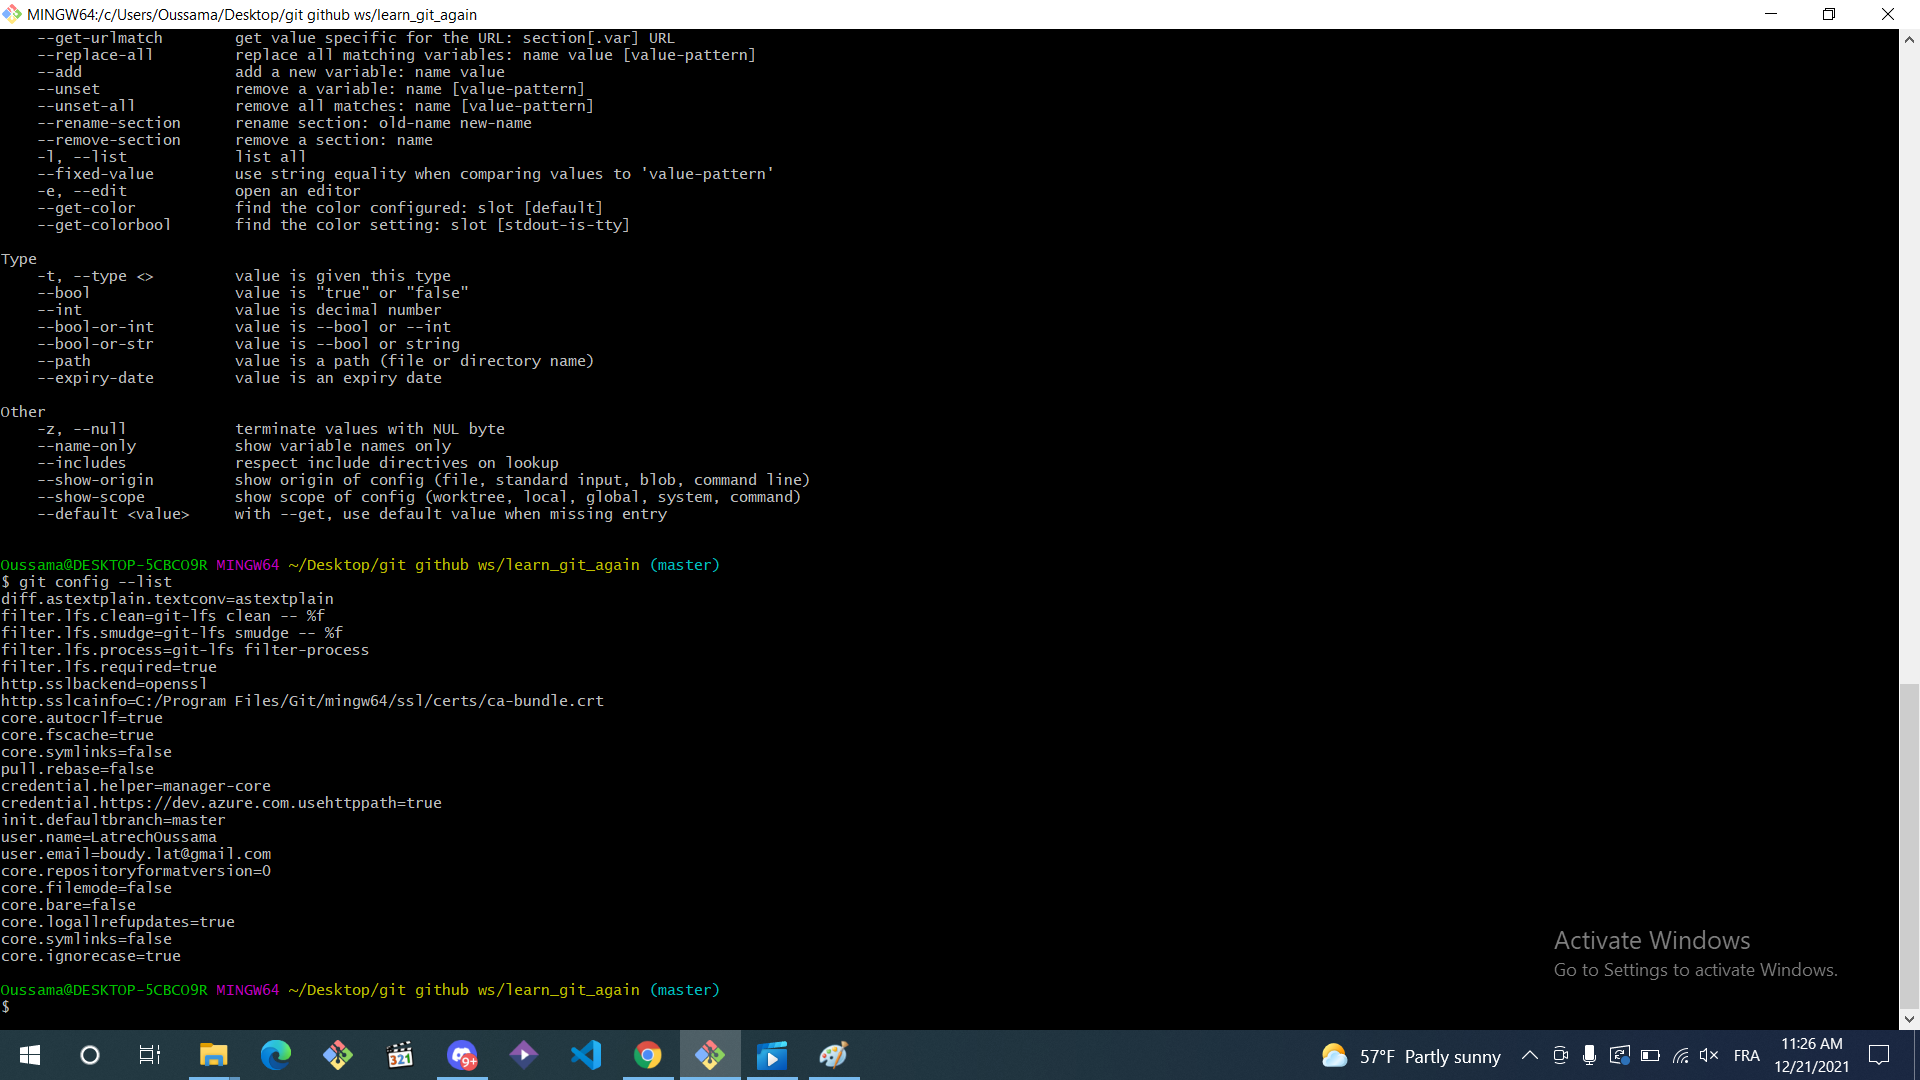 MINGW64:/c/Users/Oussama/Desktop/git github ws/learn_git_again
--get-urlmatch get value specific for the URL: section[.var] URL
--replace-all replace all matching variables: name value [value-pattern]
--add add a new variable: name value
--unset remove a variable: name [value-pattern]
--unset-all remove all matches: name [value-pattern]
--rename-section rename section: old-name new-name
--remove-section remove a section: name
-l, --list list all
--fixed-value use string equality when comparing values to 'value-pattern'
-e, --edit open an editor
--get-color find the color configured: slot [default]
--get-colorbool find the color setting: slot [stdout-is-tty]
Type
-t, --type <> value is given this type
--bool value is "true" or "false"
--int value is decimal number
--bool-or-int value is --bool or --int
--bool-or-str value is --bool or string
--path value is a path (file or directory name)
--expiry-date value is an expiry date
Other
-z, --null terminate values with NUL byte
--name-only show variable names only
--includes respect include directives on lookup
--show-origin show origin of config (file, standard input, blob, command line)
--show-scope show scope of config (worktree, local, global, system, command)
--default <value> with --get, use default value when missing entry
Oussama@DESKTOP-5CBCO9R MINGW64 ~/Desktop/git github ws/learn_git_again (master)
$ git config --list
diff.astextplain.textconv=astextplain
filter.lfs.clean=git-lfs clean -- %f
filter.lfs.smudge=git-lfs smudge -- %f
filter.lfs.process=git-lfs filter-process
filter.lfs.required=true
http.sslbackend=openssl
http.sslcainfo=C:/Program Files/Git/mingw64/ssl/certs/ca-bundle.crt
core.autocrlf=true
core.fscache=true
core.symlinks=false
pull.rebase=false
credential.helper=manager-core
credential.https://dev.azure.com.usehttppath=true
init.defaultbranch=master
user.name=LatrechOussama
user.email=boudy.lat@gmail.com
core.repositoryformatversion=0
core.filemode=false
core.bare=false
core.logallrefupdates=true
core.symlinks=false
core.ignorecase=true
Oussama@DESKTOP-5CBCO9R MINGW64 ~/Desktop/git github ws/learn_git_again (master)
$
Activate Windows
Go to Settings to activate Windows.
321
9+
57°F Partly sunny
FRA
11:26 AM
12/21/2021